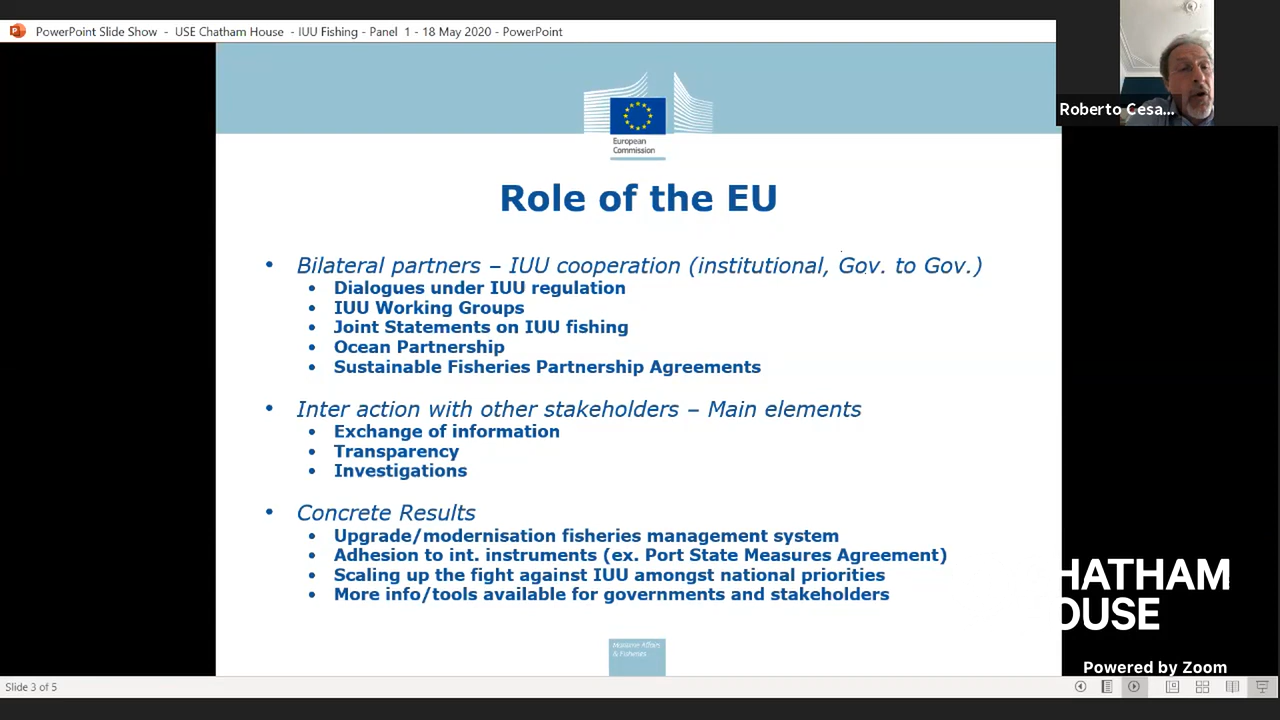 PowerPoint Slide Show - USE Chatham House - IUU Fishing - Panel 1 - 18 May 2020 - PowerPoint
Roberto Cesa...
European
Commission
Role of the EU
• Bilateral partners – IUU cooperation (institutional, Gov. to Gov.)
• Dialogues under IUU regulation
• IUU Working Groups
• Joint Statements on IUU fishing
• Ocean Partnership
• Sustainable Fisheries Partnership Agreements
• Inter action with other stakeholders – Main elements
• Exchange of information
• Transparency
• Investigations
• Concrete Results
• Upgrade/modernisation fisheries management system
• Adhesion to int. instruments (ex. Port State Measures Agreement)
• Scaling up the fight against IUU amongst national priorities
• More info/tools available for governments and stakeholders
Maritime Affairs
& Fisheries
HATHAM
OUSE
Powered by Zoom
Slide 3 of 5